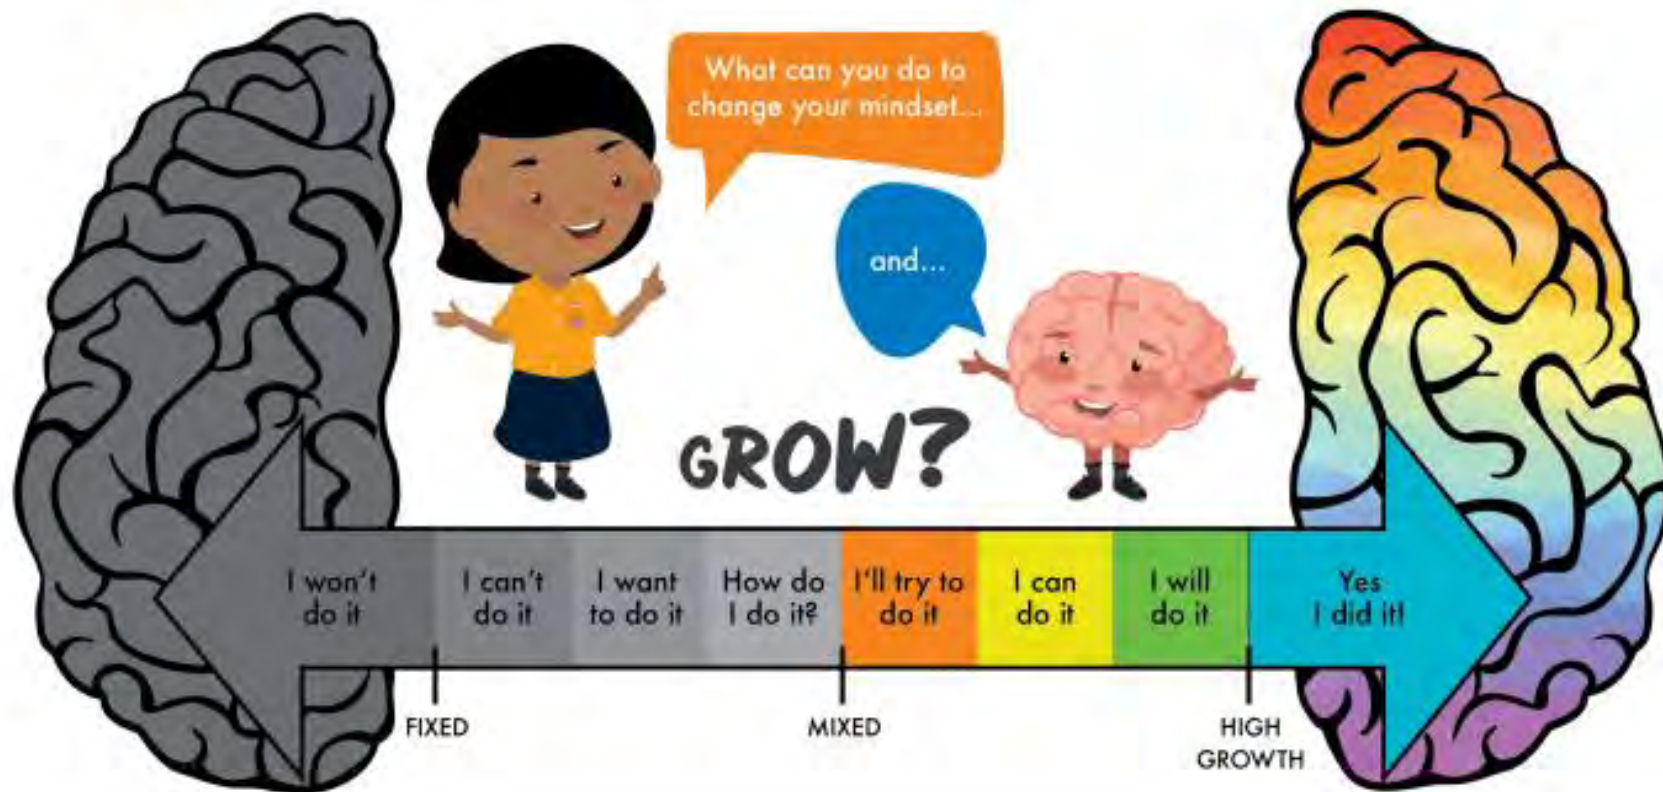 What can you do to
change your mindset...
and...
GROW?
I won't
do it
I can't
do it
I want
to do it
How do
I do it?
I'll try to
do it
I can
do it
I will
do it
Yes
I did it!
FIXED
MIXED
HIGH
GROWTH